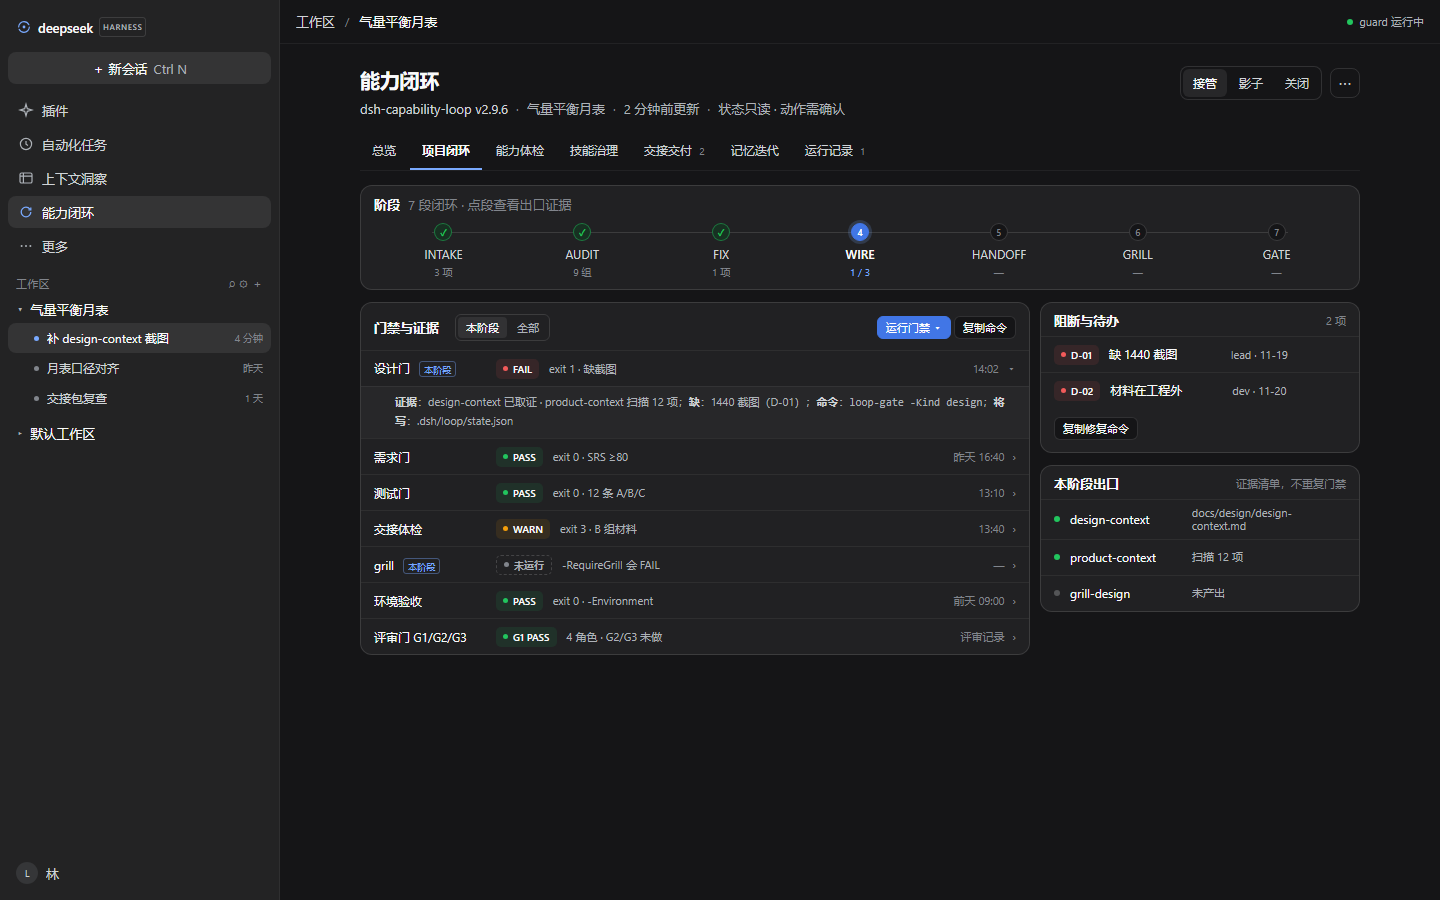 deepseek HARNESS
+ 新会话 Ctrl N
插件
自动化任务
上下文洞察
能力闭环
更多
工作区
气量平衡月表
补 design-context 截图 4 分钟
月表口径对齐 昨天
交接包复查 1 天
默认工作区
L 林
工作区 / 气量平衡月表
guard 运行中
能力闭环
接管 影子 关闭
dsh-capability-loop v2.9.6 · 气量平衡月表 · 2 分钟前更新 · 状态只读 · 动作需确认
总览 项目闭环 能力体检 技能治理 交接交付 2 记忆迭代 运行记录 1
阶段 7 段闭环 · 点段查看出口证据
4 5 6 7
INTAKE AUDIT FIX WIRE HANDOFF GRILL GATE
3 项 9 组 1 项 1 / 3 — — —
门禁与证据 本阶段 全部 运行门禁 复制命令
设计门 本阶段 FAIL exit 1 · 缺截图 14:02
证据: design-context 已取证 · product-context 扫描 12 项; 缺: 1440 截图 (D-01) ; 命令: loop-gate -Kind design; 将
写: .dsh/loop/state.json
需求门 PASS exit 0 · SRS ≥80 昨天 16:40
测试门 PASS exit 0 · 12 条 A/B/C 13:10
交接体检 WARN exit 3 · B 组材料 13:40
grill 本阶段 未运行 -RequireGrill 会 FAIL —
环境验收 PASS exit 0 · -Environment 前天 09:00
评审门 G1/G2/G3 G1 PASS 4 角色 · G2/G3 未做 评审记录
阻断与待办 2 项
D-01 缺 1440 截图 lead · 11-19
D-02 材料在工程外 dev · 11-20
复制修复命令
本阶段出口 证据清单，不重复门禁
design-context docs/design/design-
context.md
product-context 扫描 12 项
grill-design 未产出